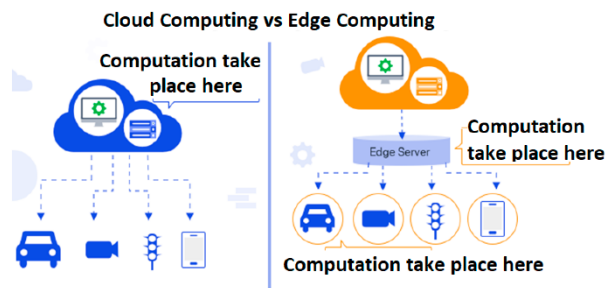 Cloud Computing vs Edge Computing
Computation take
place here
Computation
take place here
Edge Server
Computation take place here